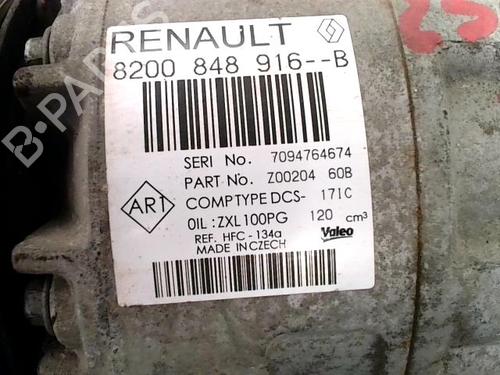 RENAULT
8200 848 916--B
SERI No. 7094764674
PART No. Z00204 60B
COMPTYPE DCS- 171C
OIL : ZXL100PG 120 cm³
REF. HFC - 134a
MADE IN CZECH
ART
Valeo
B-PARTS